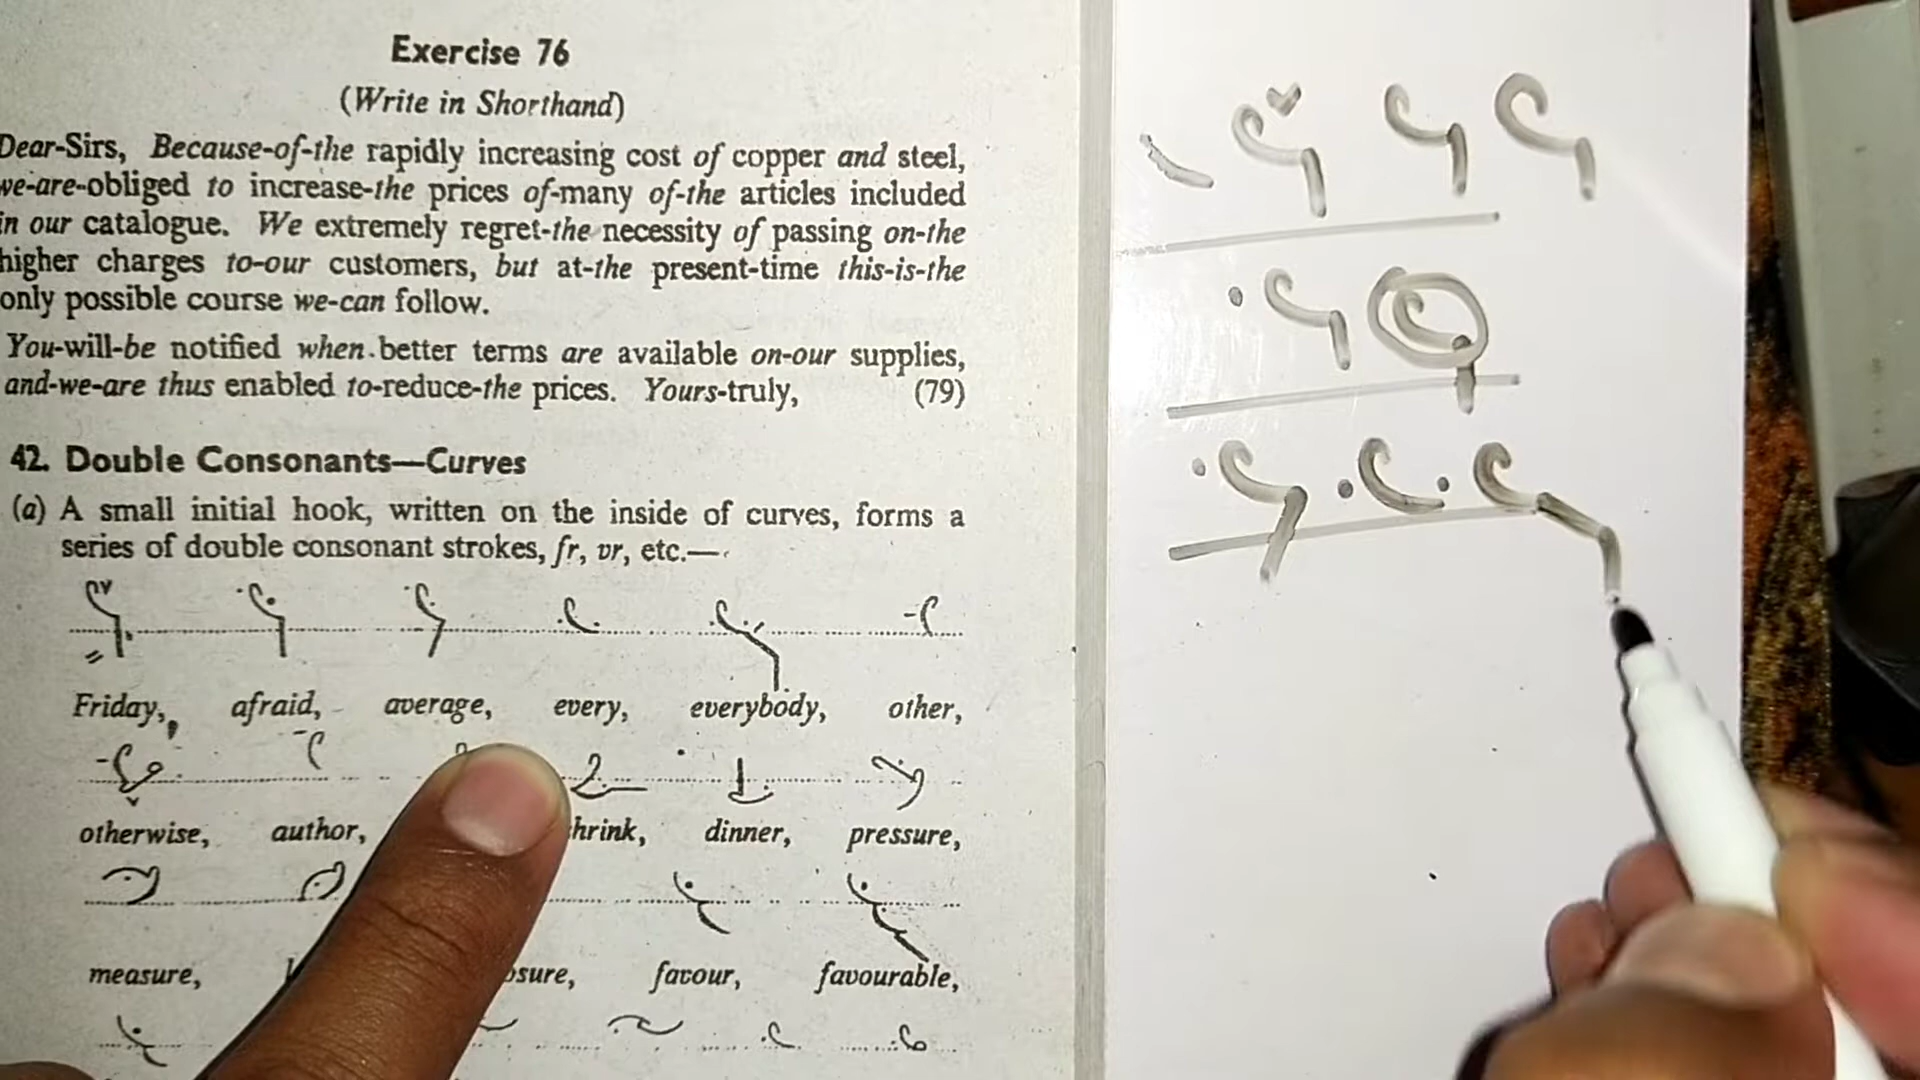 Exercise 76
(Write in Shorthand)
Dear-Sirs, Because-of-the rapidly increasing cost of copper and steel,
we-are-obliged to increase-the prices of-many of-the articles included
in our catalogue. We extremely regret-the necessity of passing on-the
higher charges to-our customers, but at-the present-time this-is-the
only possible course we-can follow.
You-will-be notified when better terms are available on-our supplies,
and-we-are thus enabled to-reduce-the prices. Yours-truly, (79)
42. Double Consonants—Curves
(a) A small initial hook, written on the inside of curves, forms a
series of double consonant strokes, fr, vr, etc.—
Friday, afraid, average, every, everybody, other,
otherwise, author, hrink, dinner, pressure,
measure, sure, favour, favourable,